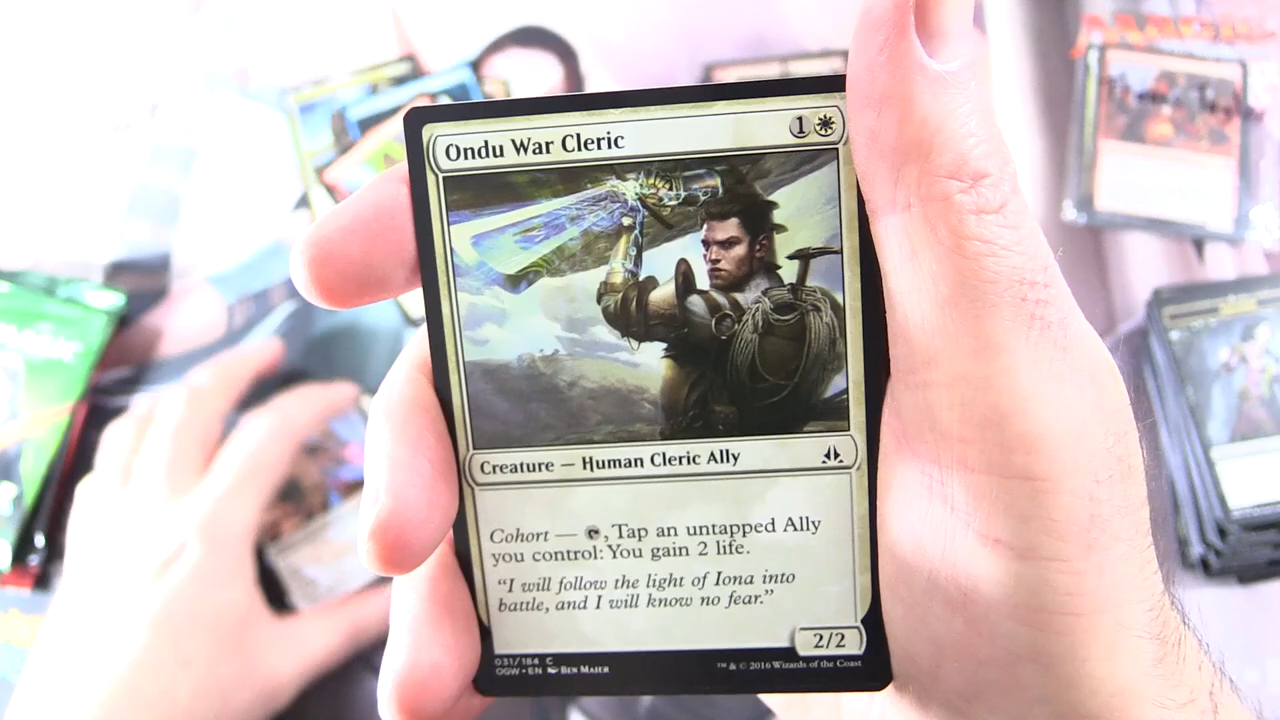 Ondu War Cleric
1
Creature — Human Cleric Ally
Cohort — , Tap an untapped Ally
you control: You gain 2 life.
“I will follow the light of Iona into
battle, and I will know no fear.”
2/2
031/184 C
OGW • EN Ben Maier
™ & © 2016 Wizards of the Coast